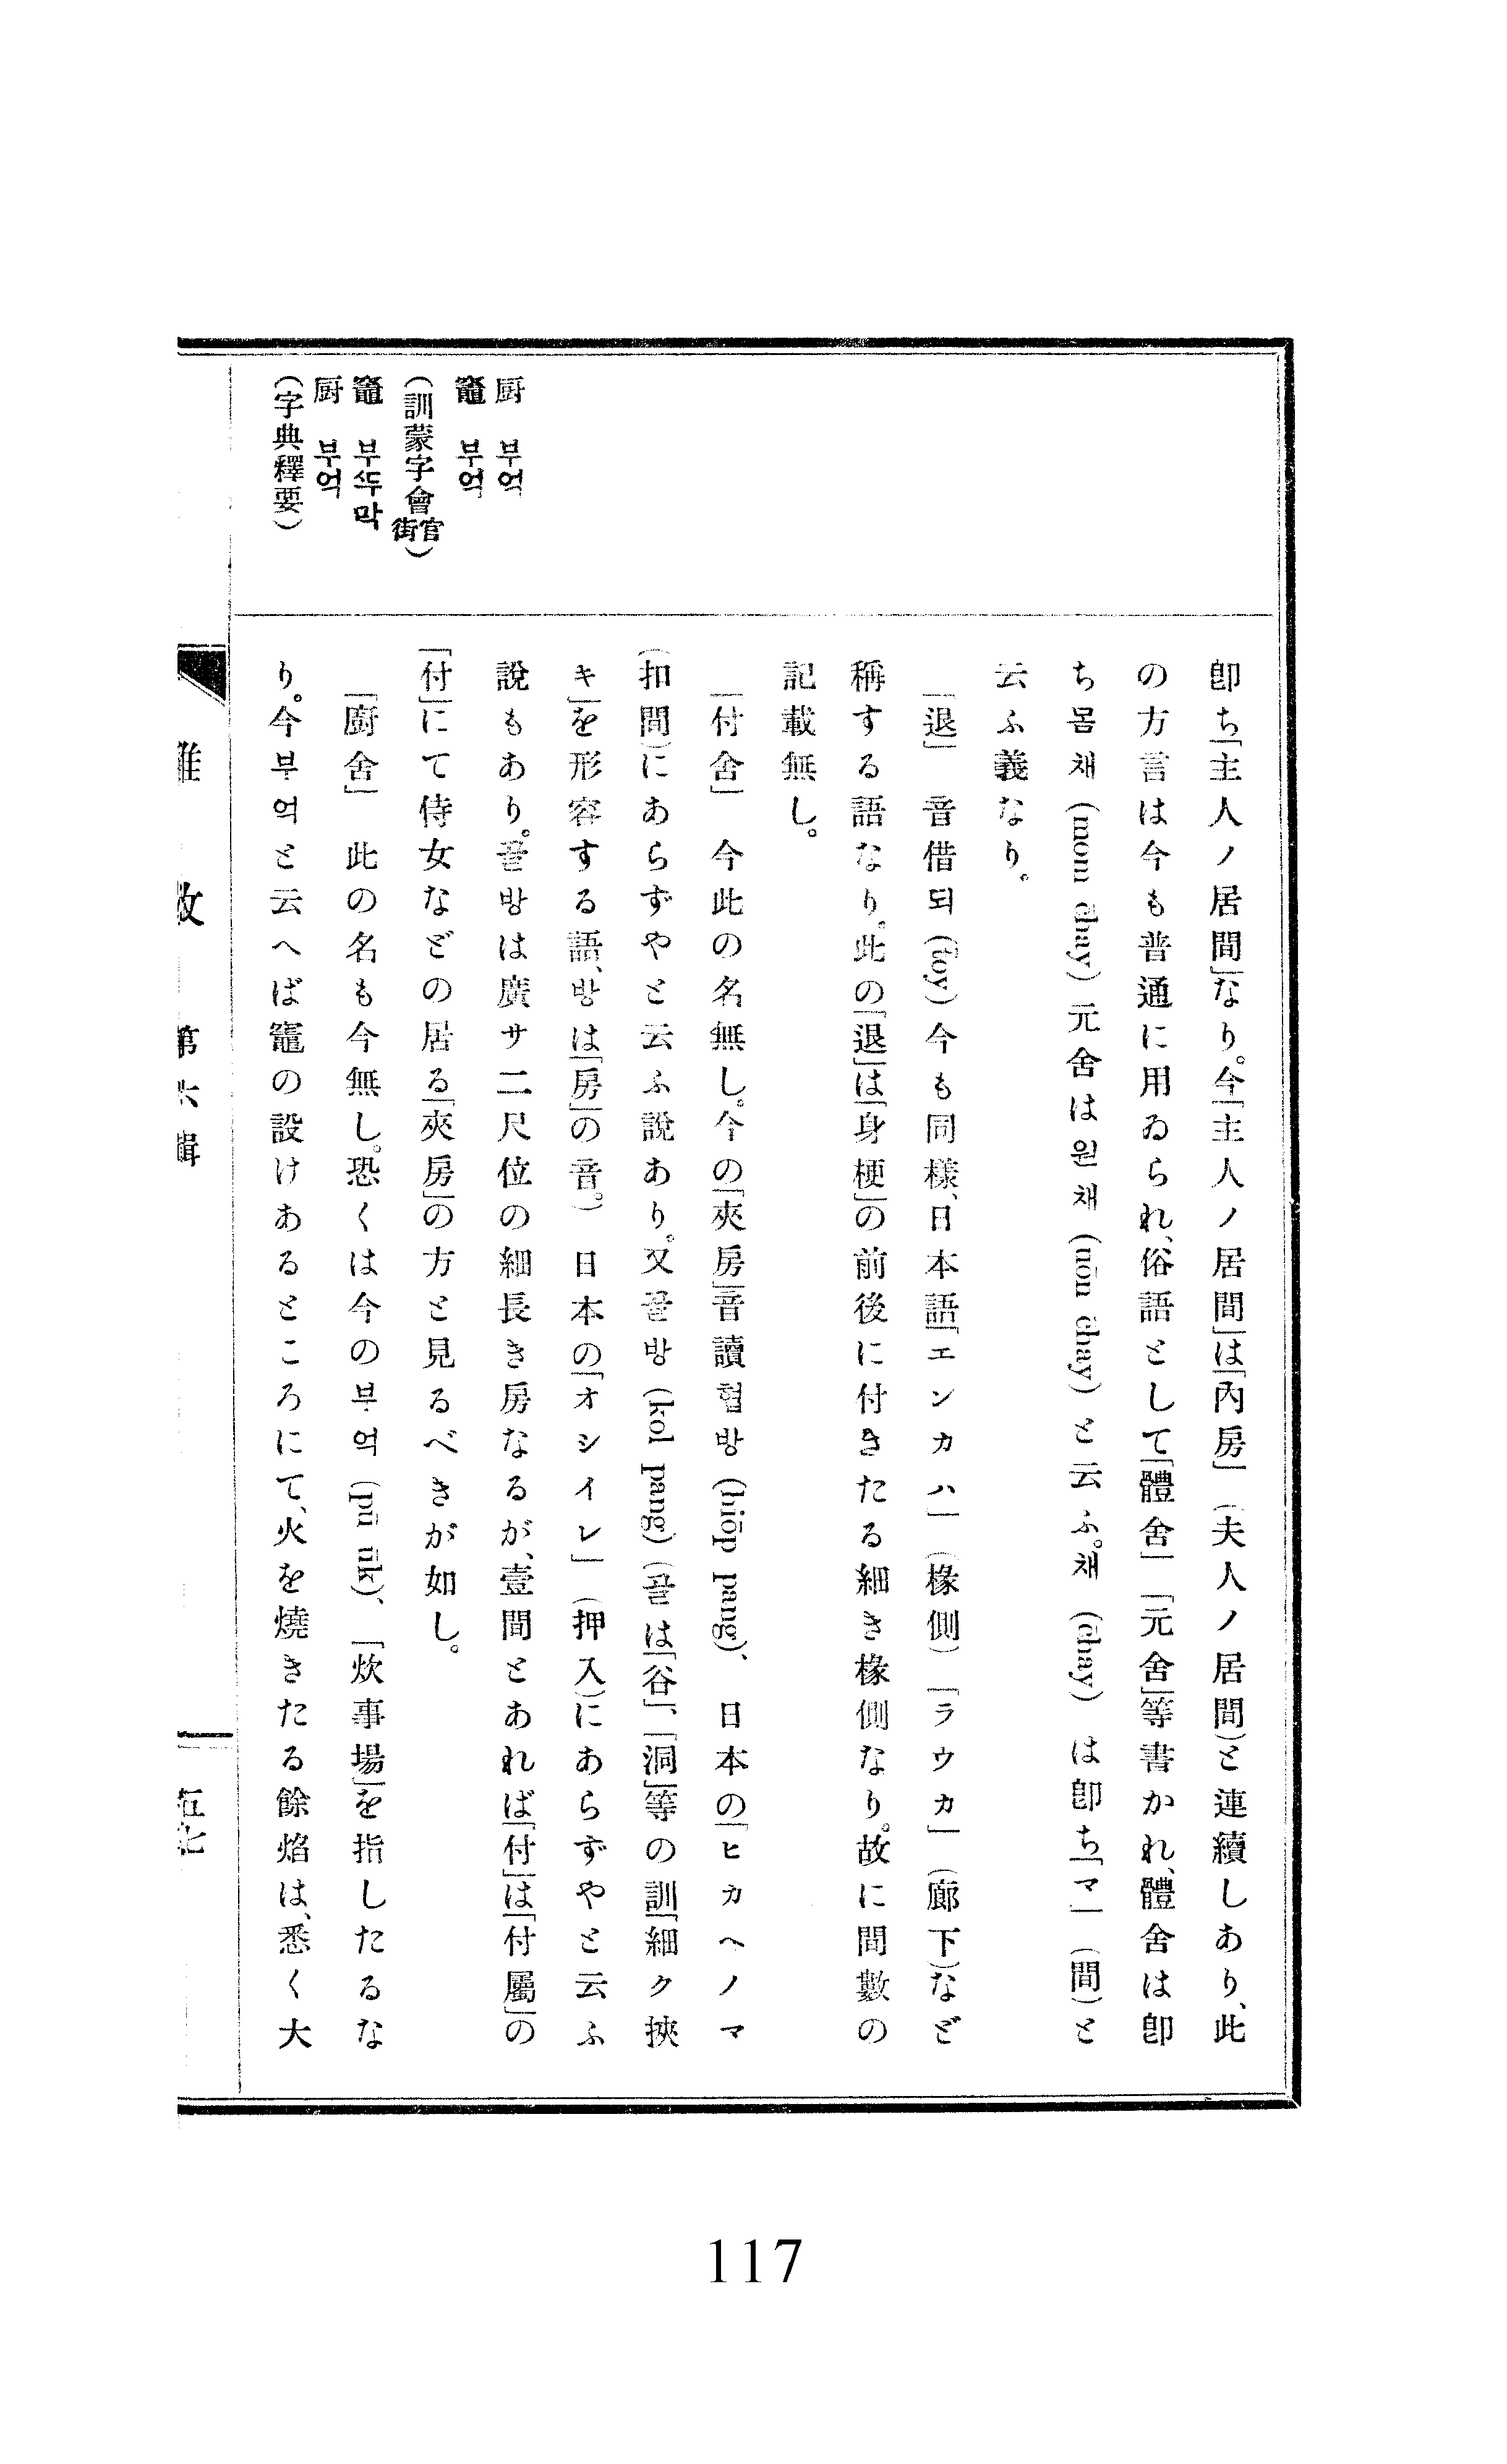 厨 부억
竈 부억
(訓蒙字會官衙)
竈 부ᄯᅮ막
厨 부억
(字典釋要)
卽ち「主人ノ居間」なり。今「主人ノ居間」は「內房」(夫人ノ居間)と連續しあり、此
の方言は今も普通に用ゐられ、俗語として「體舍」「元舍」等書かれ、體舍は卽
ち몸채(mom chay)元舍は원채(nŏn chay)と云ふ。채(chay)は卽ち「マ」(間)と
云ふ義なり。
「退」 音借되(toy)今も同樣、日本語「エンカハ」(椽側)「ラウカ」(廊下)など
稱する語なり。此の「退」は「身梗」の前後に付きたる細き椽側なり。故に間數の
記載無し。
「付舍」 今此の名無し。今の「夾房」音讀협방(hiŏp pang)、日本の「ヒカヘノマ
(扣間)にあらずやと云ふ說あり。又골방(kol pang)(골は「谷」、「洞」等の訓「細ク挾
キ」を形容する語、방は「房」の音。)日本の「オシイレ」(押入)にあらずやと云ふ
說もあり。골방は廣サ二尺位の細長き房なるが、壹間とあれば「付」は「付屬」の
「付」にて侍女などの居る「夾房」の方と見るべきが如し。
「廚舍」 此の名も今無し。恐くは今の부억(pu ŭk)、「炊事場」を指したるな
り。今부억と云へば竈の設けあるところにて、火を燒きたる餘焰は、悉く大
雜 攷 第六輯
五七
117